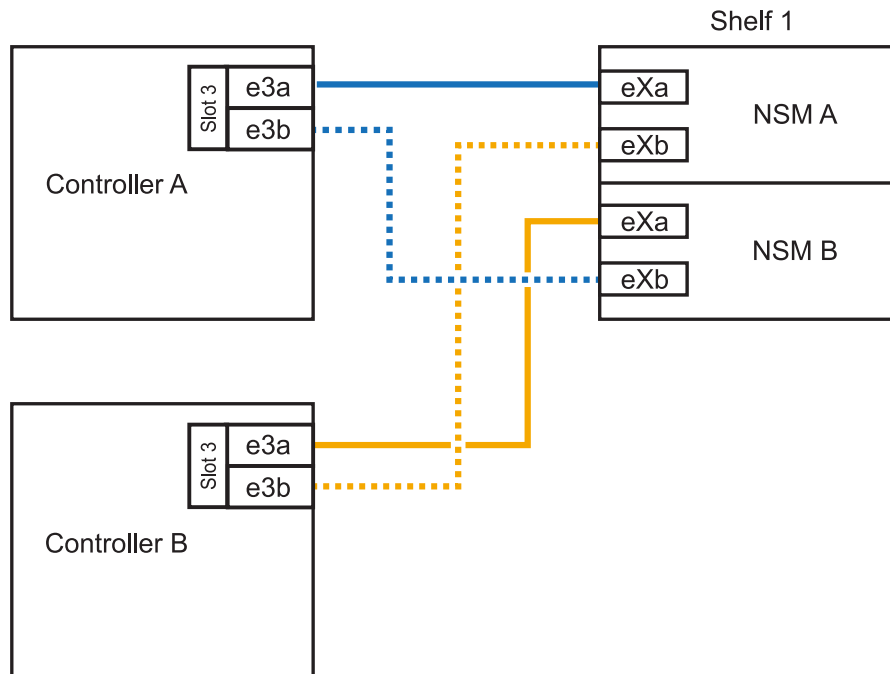 Shelf 1
Slot 3
e3a
e3b
Controller A
eXa
eXb
NSM A
eXa
eXb
NSM B
Slot 3
e3a
e3b
Controller B